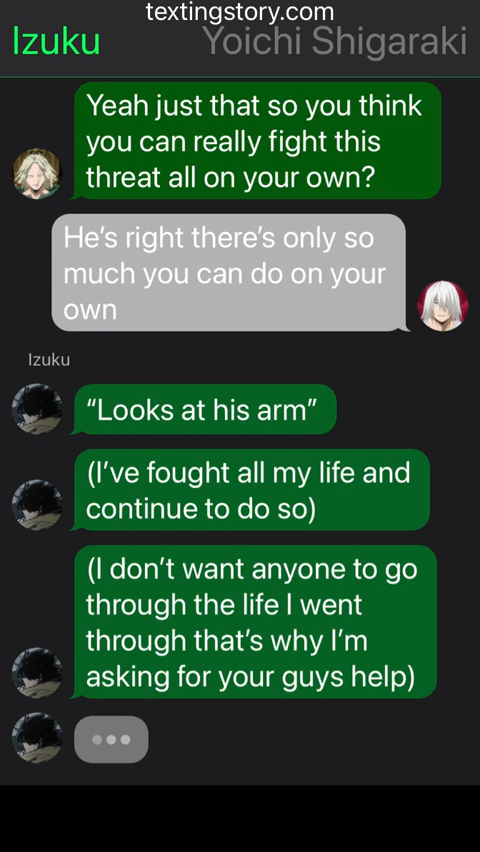 textingstory.com
Izuku
Yoichi Shigaraki
Yeah just that so you think
you can really fight this
threat all on your own?
He’s right there’s only so
much you can do on your
own
Izuku
“Looks at his arm”
(I’ve fought all my life and
continue to do so)
(I don’t want anyone to go
through the life I went
through that’s why I’m
asking for your guys help)